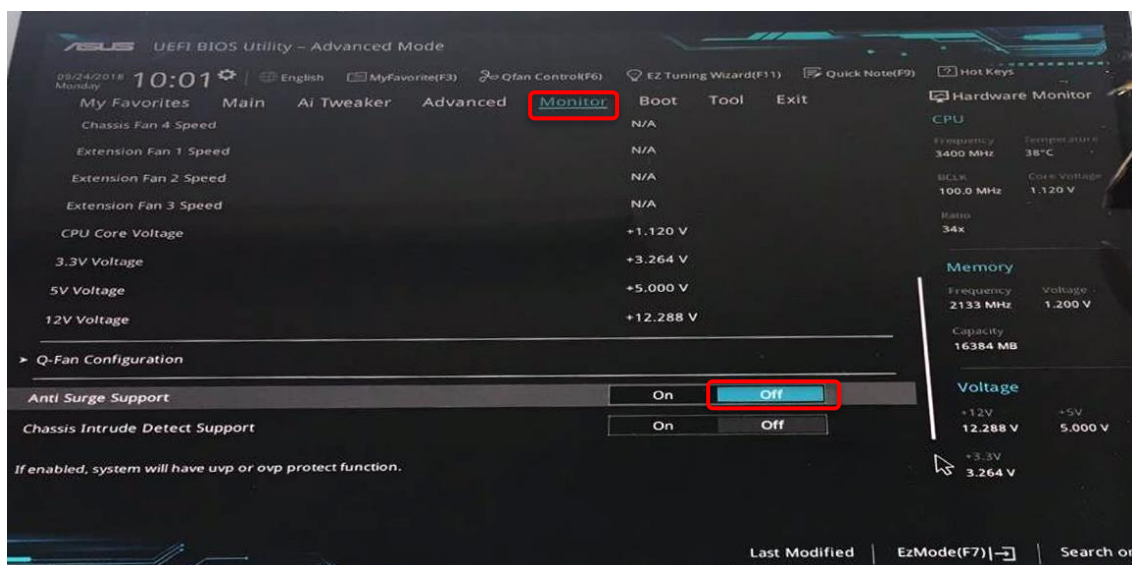 ASUS UEFI BIOS Utility – Advanced Mode
09/24/2018 Monday 10:01 English MyFavorite(F3) Qfan Control(F6) EZ Tuning Wizard(F11) Quick Note(F9) Hot Keys
My Favorites Main Ai Tweaker Advanced Monitor Boot Tool Exit
Chassis Fan 4 Speed N/A
Extension Fan 1 Speed N/A
Extension Fan 2 Speed N/A
Extension Fan 3 Speed N/A
CPU Core Voltage +1.120 V
3.3V Voltage +3.264 V
5V Voltage +5.000 V
12V Voltage +12.288 V
> Q-Fan Configuration
Anti Surge Support On Off
Chassis Intrude Detect Support On Off
If enabled, system will have uvp or ovp protect function.
Hardware Monitor
CPU
Frequency Temperature
3400 MHz 38°C
BCLK Core Voltage
100.0 MHz 1.120 V
Ratio
34x
Memory
Frequency Voltage
2133 MHz 1.200 V
Capacity
16384 MB
Voltage
+12V +5V
12.288 V 5.000 V
+3.3V
3.264 V
Last Modified EzMode(F7) Search on